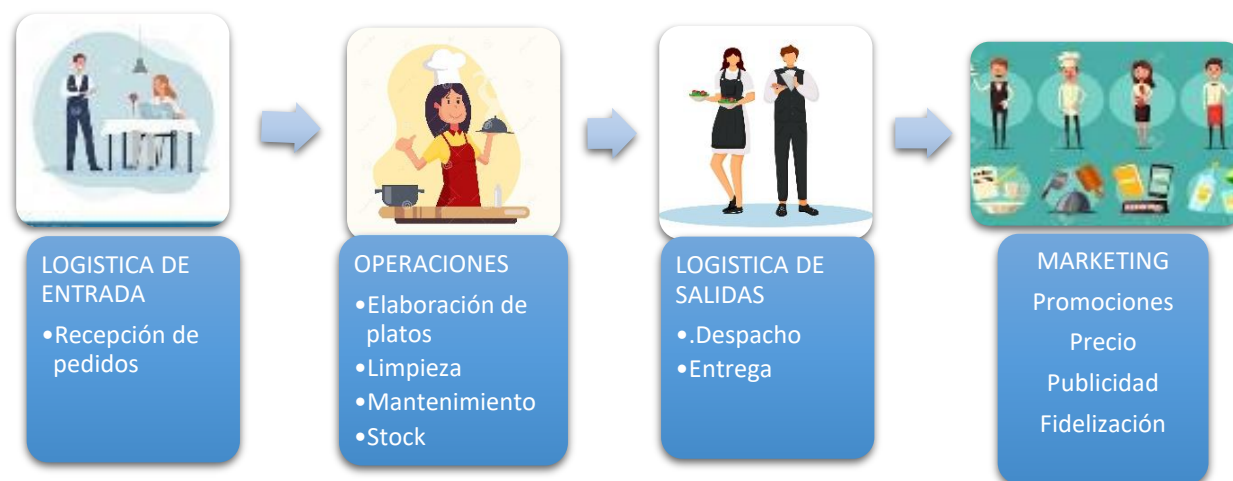 LOGISTICA DE
ENTRADA
•Recepción de
pedidos
OPERACIONES
•Elaboración de
platos
•Limpieza
•Mantenimiento
•Stock
LOGISTICA DE
SALIDAS
•.Despacho
•Entrega
MARKETING
Promociones
Precio
Publicidad
Fidelización